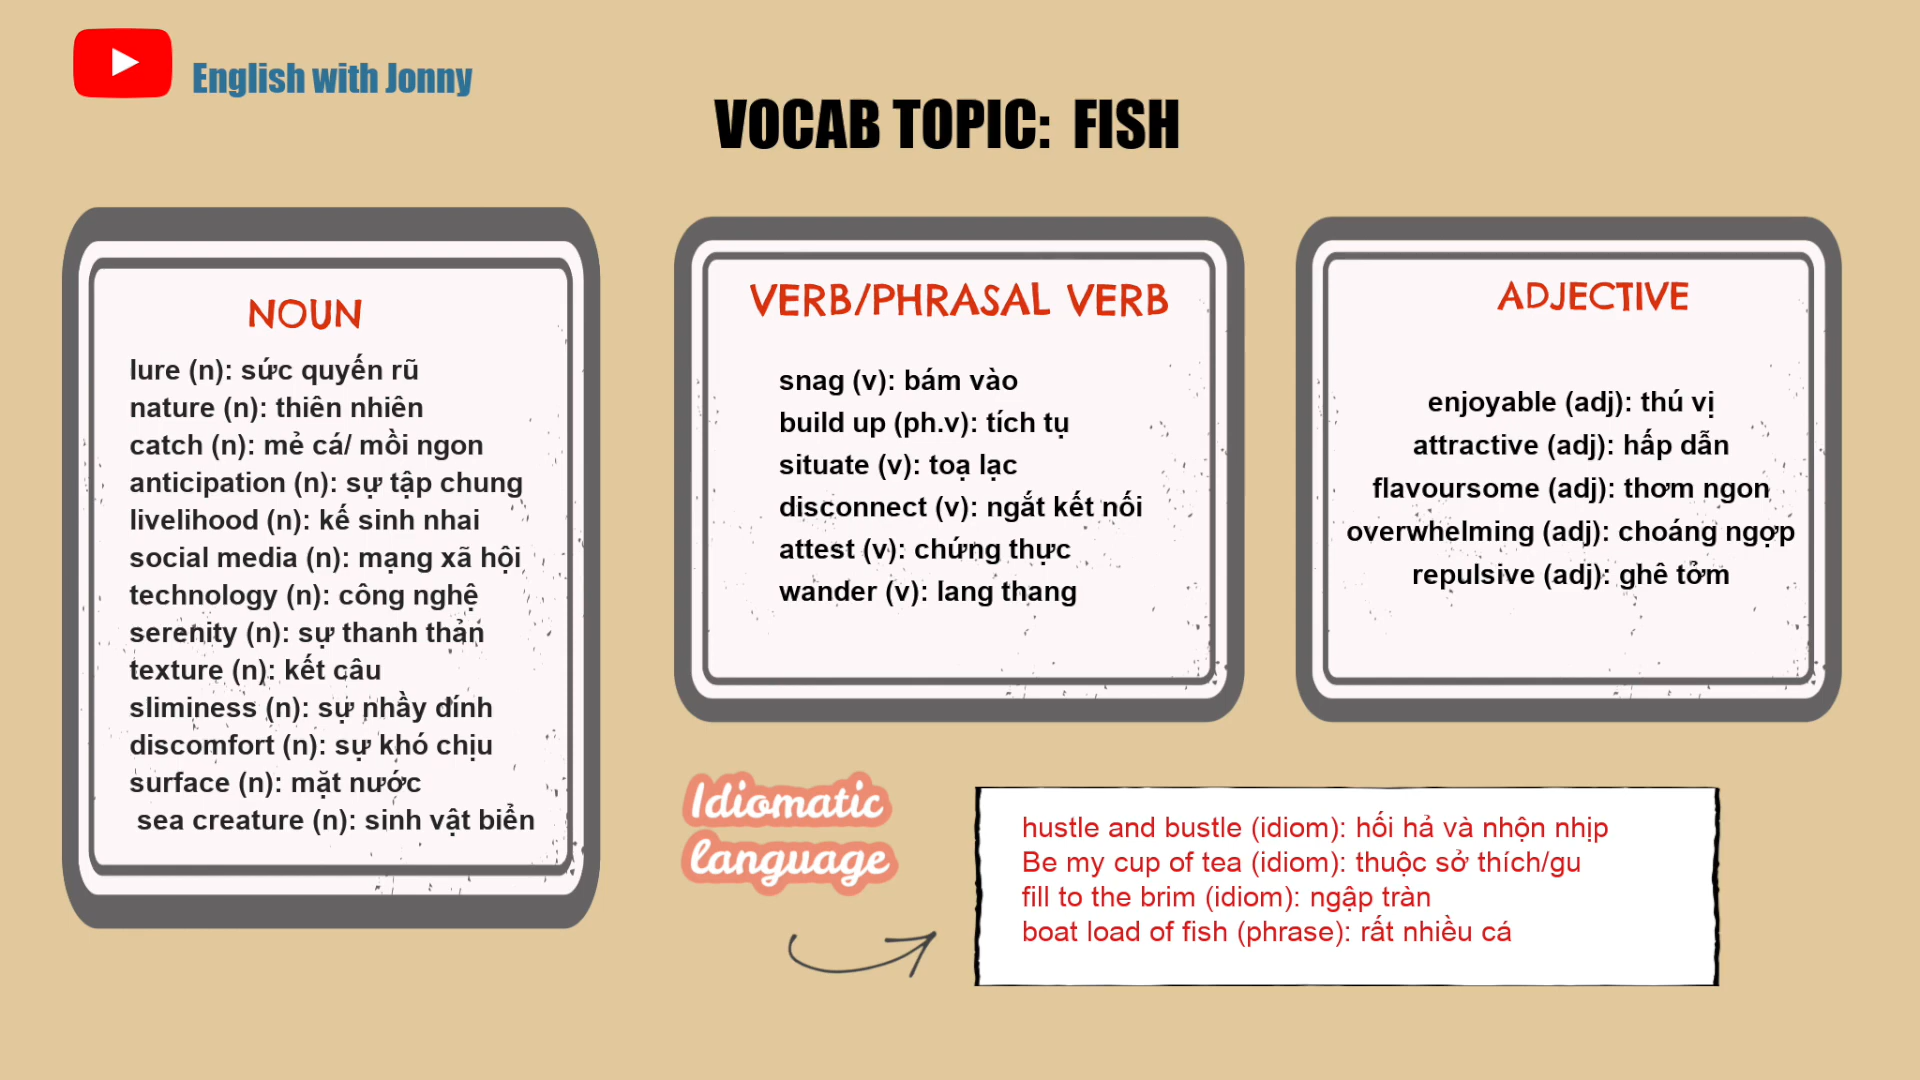 English with Jonny
VOCAB TOPIC: FISH
NOUN
lure (n): sức quyến rũ
nature (n): thiên nhiên
catch (n): mẻ cá/ mồi ngon
anticipation (n): sự tập chung
livelihood (n): kế sinh nhai
social media (n): mạng xã hội
technology (n): công nghệ
serenity (n): sự thanh thản
texture (n): kết câu
sliminess (n): sự nhầy đính
discomfort (n): sự khó chịu
surface (n): mặt nước
sea creature (n): sinh vật biển
VERB/PHRASAL VERB
snag (v): bám vào
build up (ph.v): tích tụ
situate (v): toạ lạc
disconnect (v): ngắt kết nối
attest (v): chứng thực
wander (v): lang thang
ADJECTIVE
enjoyable (adj): thú vị
attractive (adj): hấp dẫn
flavoursome (adj): thơm ngon
overwhelming (adj): choáng ngợp
repulsive (adj): ghê tởm
Idiomatic
language
hustle and bustle (idiom): hối hả và nhộn nhịp
Be my cup of tea (idiom): thuộc sở thích/gu
fill to the brim (idiom): ngập tràn
boat load of fish (phrase): rất nhiều cá